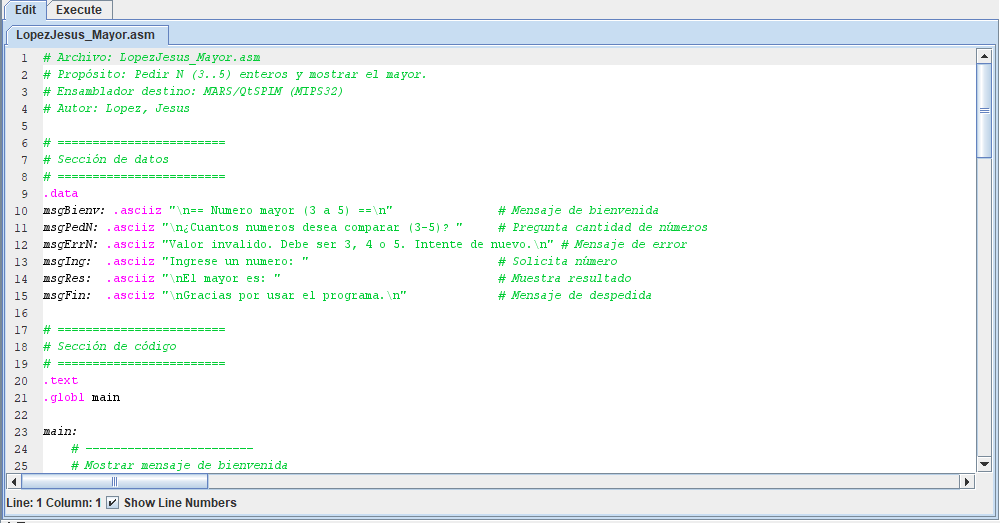 Edit Execute
LopezJesus_Mayor.asm
1 # Archivo: LopezJesus_Mayor.asm
2 # Propósito: Pedir N (3..5) enteros y mostrar el mayor.
3 # Ensamblador destino: MARS/QtSPIM (MIPS32)
4 # Autor: Lopez, Jesus
5
6 # ========================
7 # Sección de datos
8 # ========================
9 .data
10 msgBienv: .asciiz "\n== Numero mayor (3 a 5) ==\n" # Mensaje de bienvenida
11 msgPedN: .asciiz "\n¿Cuantos numeros desea comparar (3-5)? " # Pregunta cantidad de números
12 msgErrN: .asciiz "Valor invalido. Debe ser 3, 4 o 5. Intente de nuevo.\n" # Mensaje de error
13 msgIng: .asciiz "Ingrese un numero: " # Solicita número
14 msgRes: .asciiz "\nEl mayor es: " # Muestra resultado
15 msgFin: .asciiz "\nGracias por usar el programa.\n" # Mensaje de despedida
16
17 # ========================
18 # Sección de código
19 # ========================
20 .text
21 .globl main
22
23 main:
24 # ------------------------
25 # Mostrar mensaje de bienvenida
Line: 1 Column: 1 Show Line Numbers